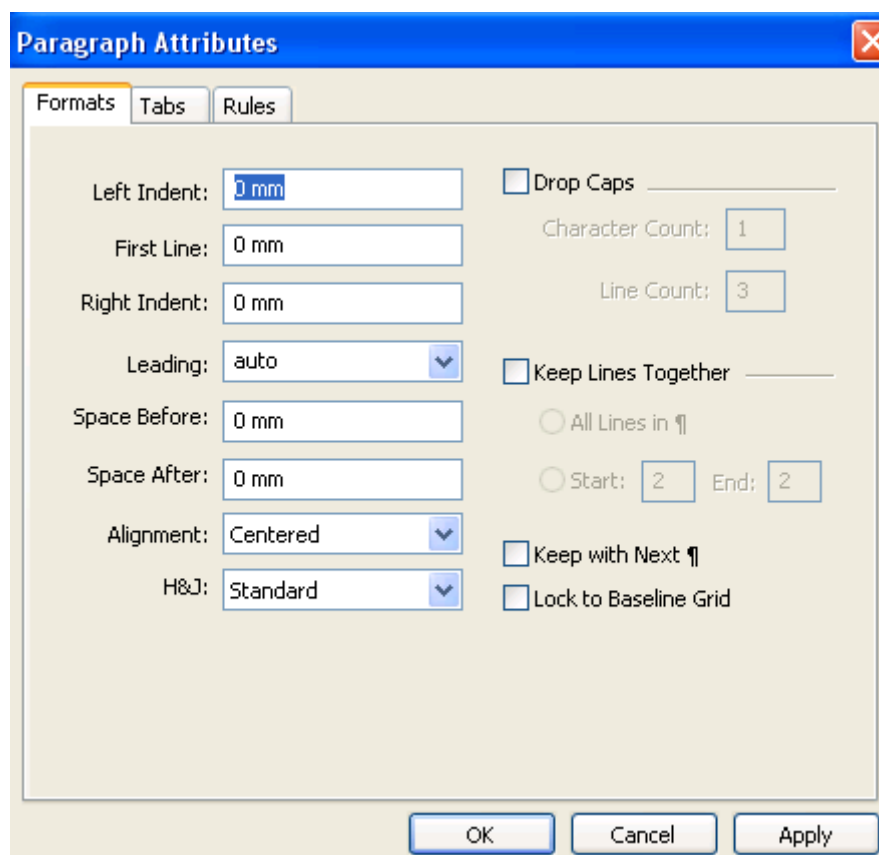 Paragraph Attributes
Formats Tabs Rules
Left Indent: 0 mm
First Line: 0 mm
Right Indent: 0 mm
Leading: auto
Space Before: 0 mm
Space After: 0 mm
Alignment: Centered
H&J: Standard
Drop Caps
Character Count: 1
Line Count: 3
Keep Lines Together
All Lines in ¶
Start: 2 End: 2
Keep with Next ¶
Lock to Baseline Grid
OK Cancel Apply